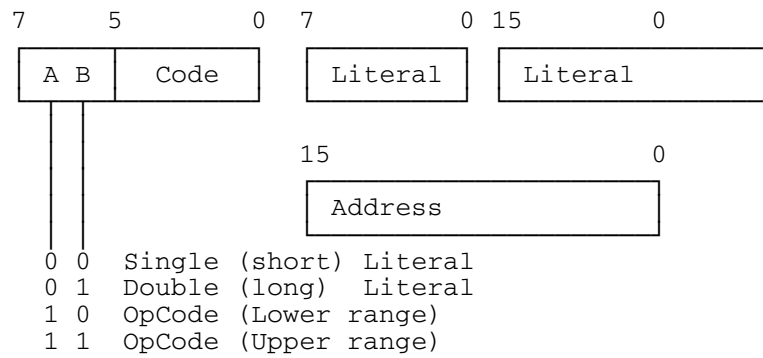 7 5 0 7 0 15 0
A B Code Literal Literal
15 0
Address
0 0 Single (short) Literal
0 1 Double (long) Literal
1 0 OpCode (Lower range)
1 1 OpCode (Upper range)